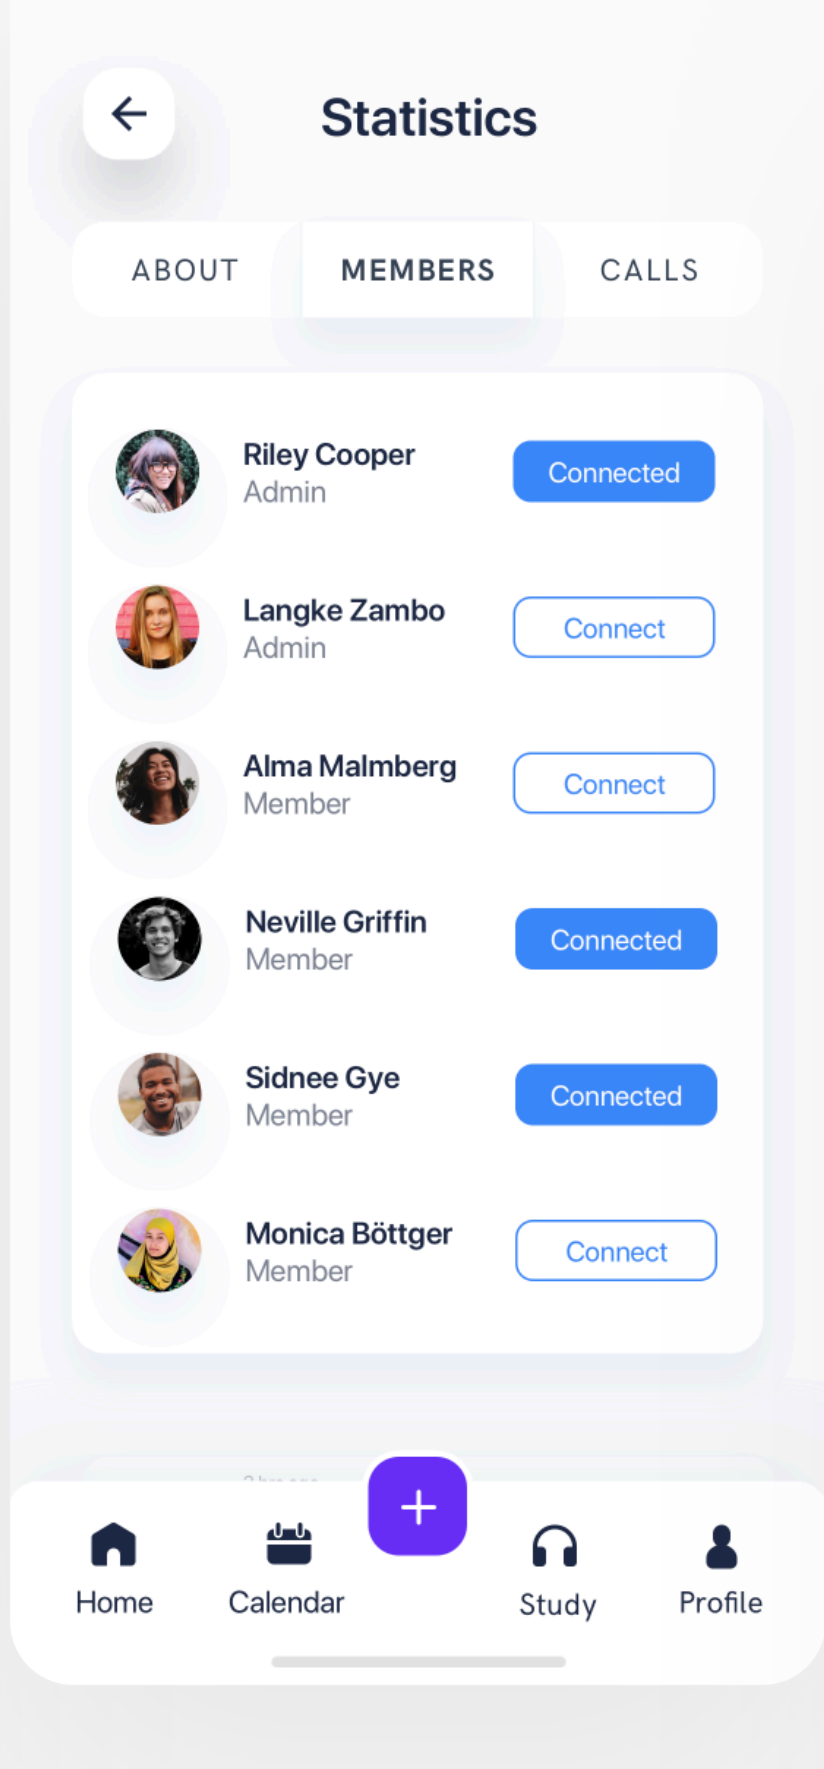 Statistics
ABOUT MEMBERS CALLS
Riley Cooper
Admin
Connected
Langke Zambo
Admin
Connect
Alma Malmberg
Member
Connect
Neville Griffin
Member
Connected
Sidnee Gye
Member
Connected
Monica Böttger
Member
Connect
Home Calendar Study Profile